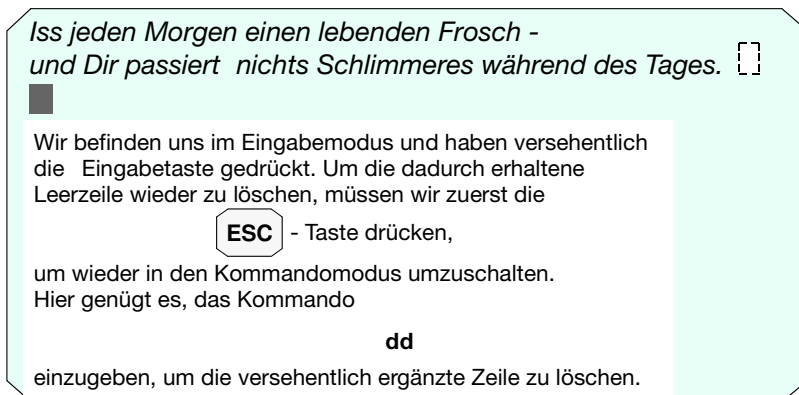 Iss jeden Morgen einen lebenden Frosch -
und Dir passiert  nichts Schlimmeres während des Tages.
Wir befinden uns im Eingabemodus und haben versehentlich
die   Eingabetaste gedrückt. Um die dadurch erhaltene
Leerzeile wieder zu löschen, müssen wir zuerst die
ESC - Taste drücken,
um wieder in den Kommandomodus umzuschalten.
Hier genügt es, das Kommando
dd
einzugeben, um die versehentlich ergänzte Zeile zu löschen.